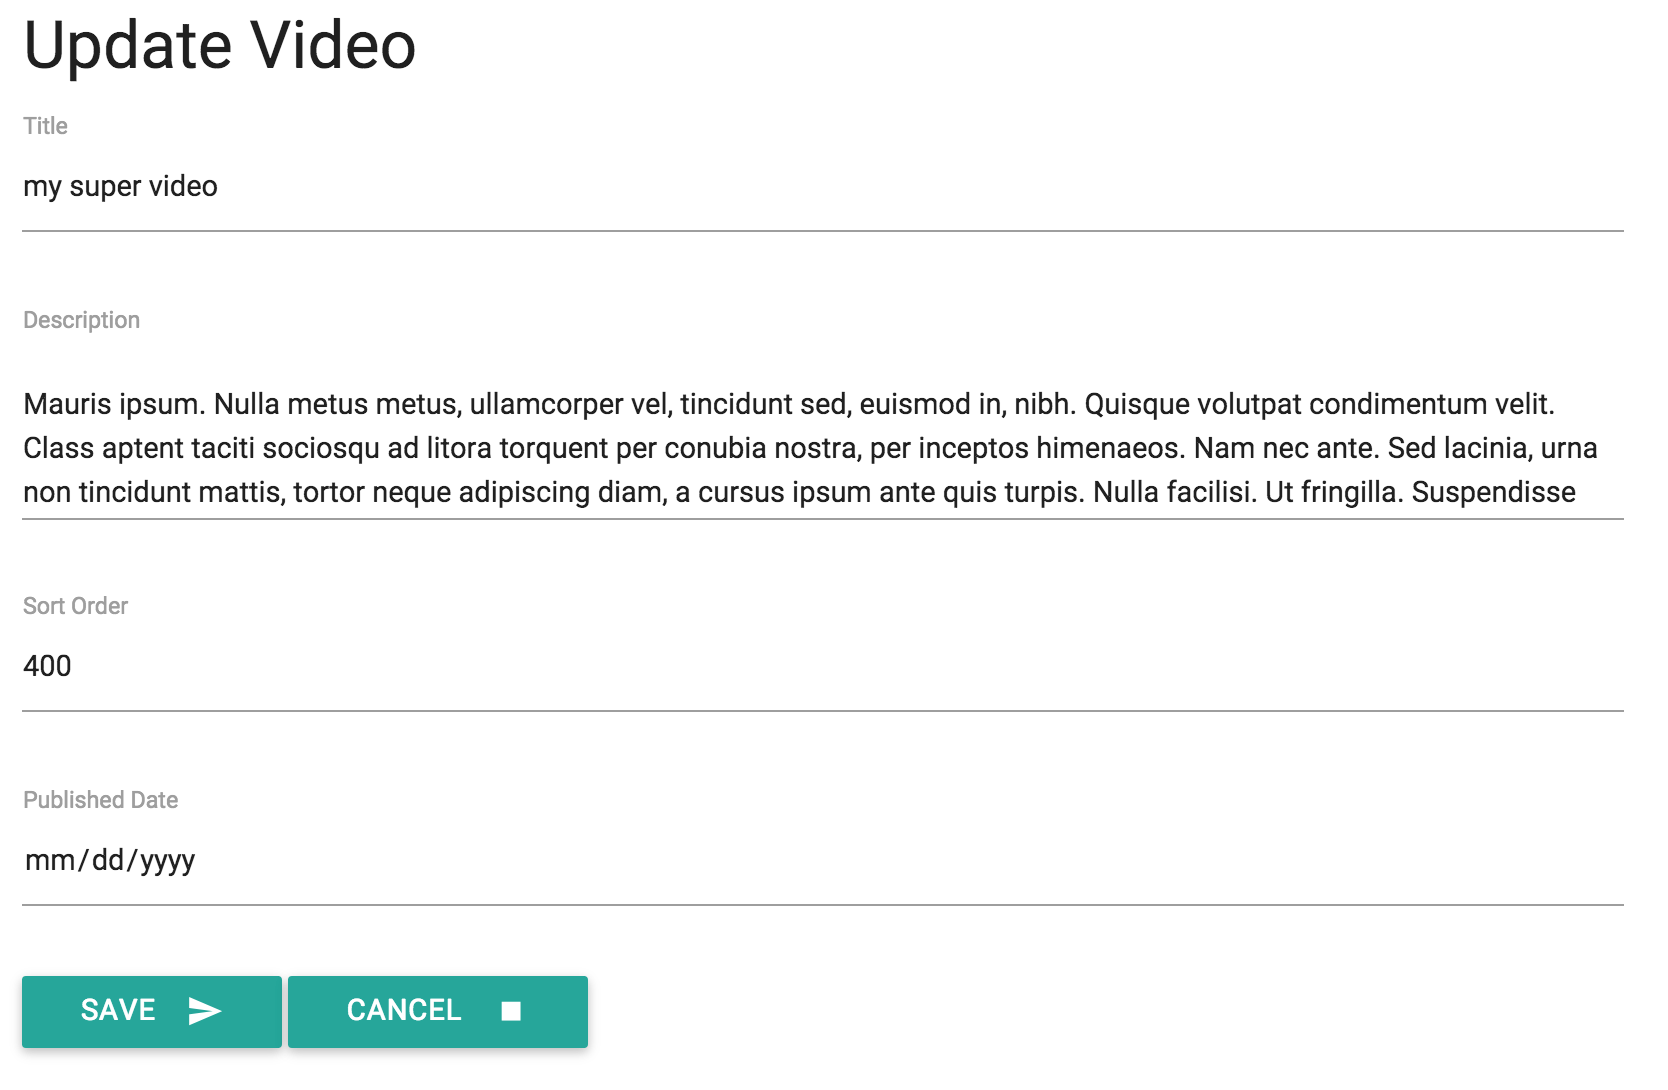 Update Video
Title
my super video
Description
Mauris ipsum. Nulla metus metus, ullamcorper vel, tincidunt sed, euismod in, nibh. Quisque volutpat condimentum velit.
Class aptent taciti sociosqu ad litora torquent per conubia nostra, per inceptos himenaeos. Nam nec ante. Sed lacinia, urna
non tincidunt mattis, tortor neque adipiscing diam, a cursus ipsum ante quis turpis. Nulla facilisi. Ut fringilla. Suspendisse
Sort Order
400
Published Date
mm/dd/yyyy
SAVE CANCEL